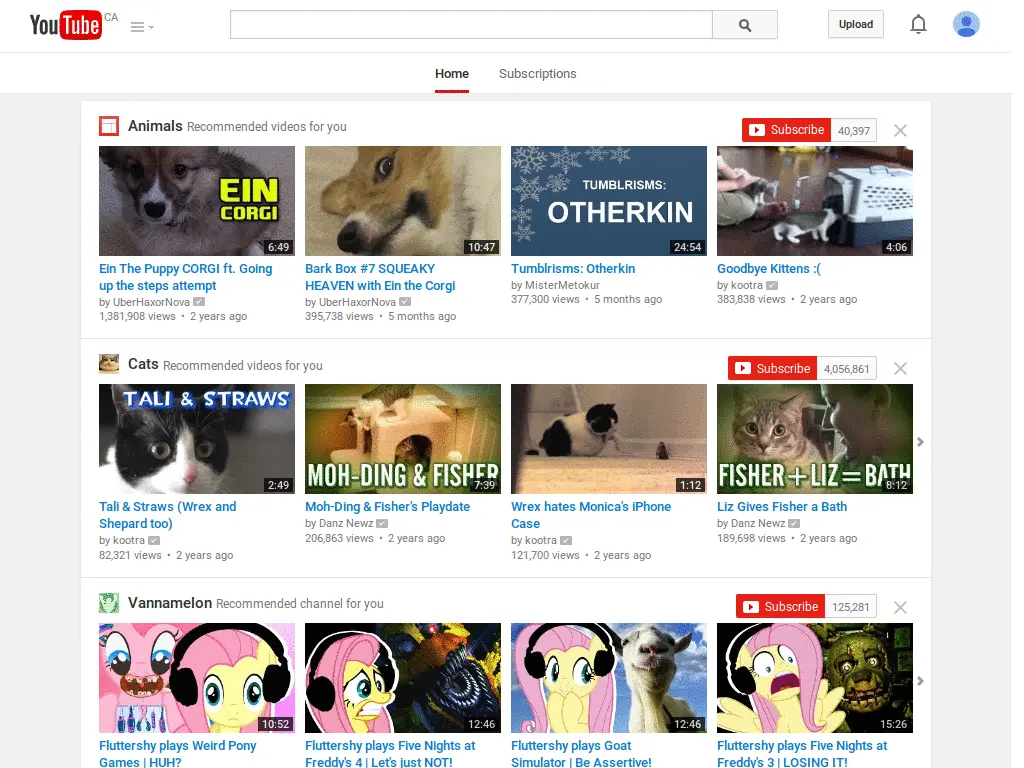 YouTube CA
Upload
Home Subscriptions
Animals Recommended videos for you
Subscribe 40,397
EIN
CORGI
6:49
10:47
TUMBLRISMS:
OTHERKIN
24:54
4:06
Ein The Puppy CORGI ft. Going
up the steps attempt
by UberHaxorNova
1,381,908 views • 2 years ago
Bark Box #7 SQUEAKY
HEAVEN with Ein the Corgi
by UberHaxorNova
395,738 views • 5 months ago
Tumblrisms: Otherkin
by MisterMetokur
377,300 views • 5 months ago
Goodbye Kittens :(
by kootra
383,838 views • 2 years ago
Cats Recommended videos for you
Subscribe 4,056,861
TALI & STRAWS
2:49
MOH-DING & FISHER
7:39
1:12
FISHER+LIZ=BATH
8:12
Tali & Straws (Wrex and
Shepard too)
by kootra
82,321 views • 2 years ago
Moh-Ding & Fisher's Playdate
by Danz Newz
206,863 views • 2 years ago
Wrex hates Monica's iPhone
Case
by kootra
121,700 views • 2 years ago
Liz Gives Fisher a Bath
by Danz Newz
189,698 views • 2 years ago
Vannamelon Recommended channel for you
Subscribe 125,281
10:52
12:46
12:46
15:26
Fluttershy plays Weird Pony
Games | HUH?
Fluttershy plays Five Nights at
Freddy's 4 | Let's just NOT!
Fluttershy plays Goat
Simulator | Be Assertive!
Fluttershy plays Five Nights at
Freddy's 3 | LOSING IT!